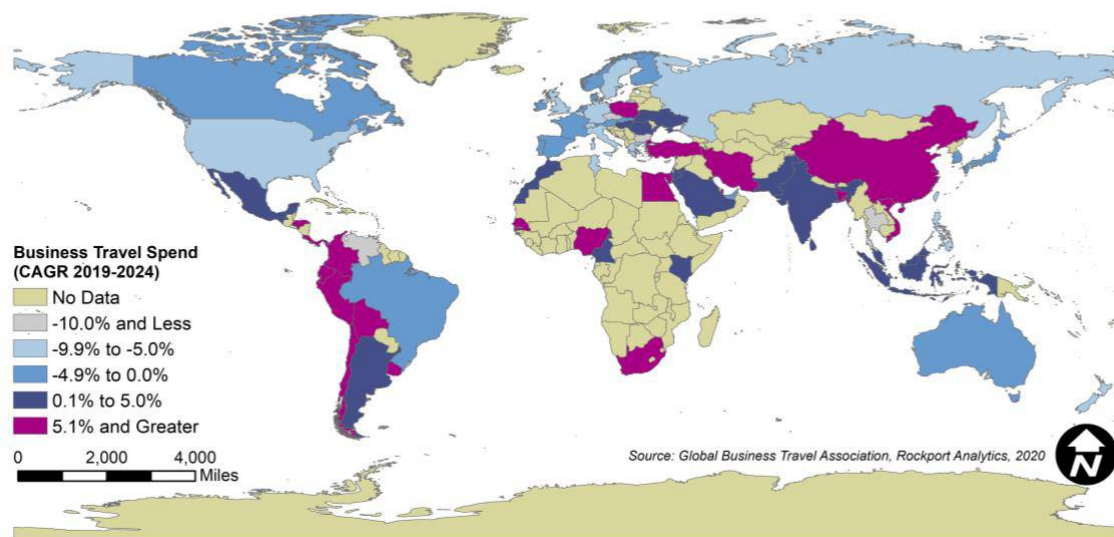 Business Travel Spend
(CAGR 2019-2024)
No Data
-10.0% and Less
-9.9% to -5.0%
-4.9% to 0.0%
0.1% to 5.0%
5.1% and Greater
0 2,000 4,000
Miles
Source: Global Business Travel Association, Rockport Analytics, 2020
N